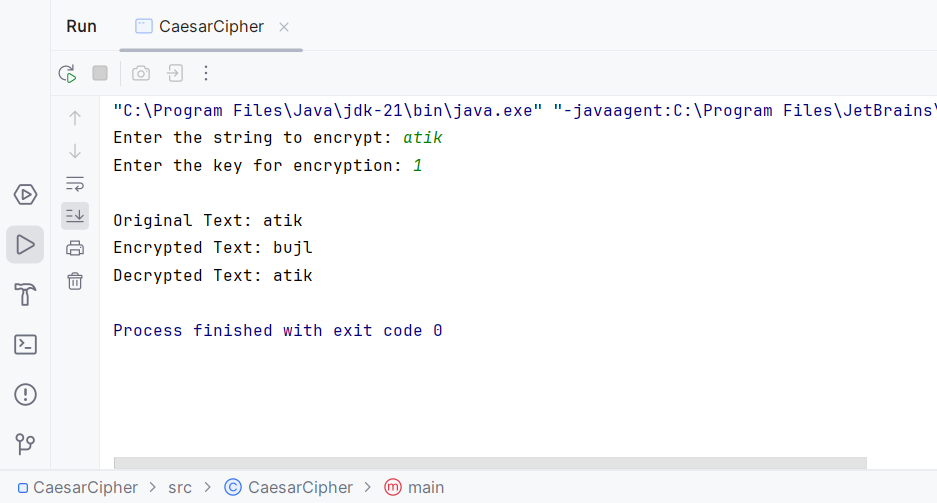 Run CaesarCipher
"C:\Program Files\Java\jdk-21\bin\java.exe" "-javaagent:C:\Program Files\JetBrains\
Enter the string to encrypt: atik
Enter the key for encryption: 1
Original Text: atik
Encrypted Text: bujl
Decrypted Text: atik
Process finished with exit code 0
CaesarCipher > src > CaesarCipher > main